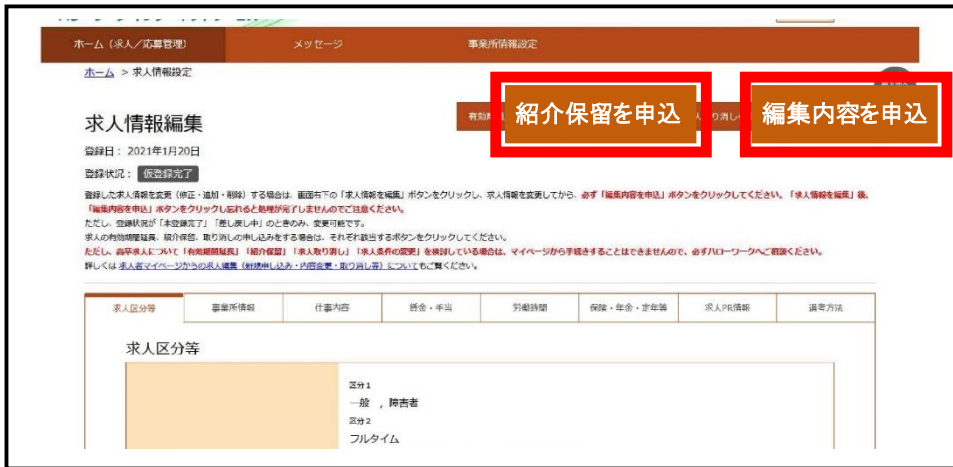 ホーム（求人／応募管理） メッセージ 事業所情報設定
ホーム ＞求人情報設定
紹介保留を申込 編集内容を申込
求人情報編集
登録日： 2021年1月20日
登録状況： 仮登録完了
登録した求人情報を変更（修正・追加・削除）する場合は、画面右下の「求人情報を編集」ボタンをクリックし、求人情報を変更してから、必ず「編集内容を申込」ボタンをクリックしてください。「求人情報を編集」後、
「編集内容を申込」ボタンをクリックし忘れると処理が完了しませんのでご注意ください。
ただし、登録状況が「本登録完了」「差し戻し中」のときのみ、変更可能です。
求人の有効期間延長、紹介保留、取り消しの申し込みをする場合は、それぞれ該当するボタンをクリックしてください。
ただし、高卒求人について「有効期間延長」「紹介保留」「求人取り消し」「求人条件の変更」を検討している場合は、マイページから手続きすることはできませんので、必ずハローワークへご相談ください。
詳しくは 求人者マイページからの求人編集（新規申し込み・内容変更・取り消し等）についてもご覧ください。
求人区分等 事業所情報 仕事内容 賃金・手当 労働時間 保険・年金・定年等 求人PR情報 選考方法
求人区分等
区分1
一般 ，障害者
区分2
フルタイム